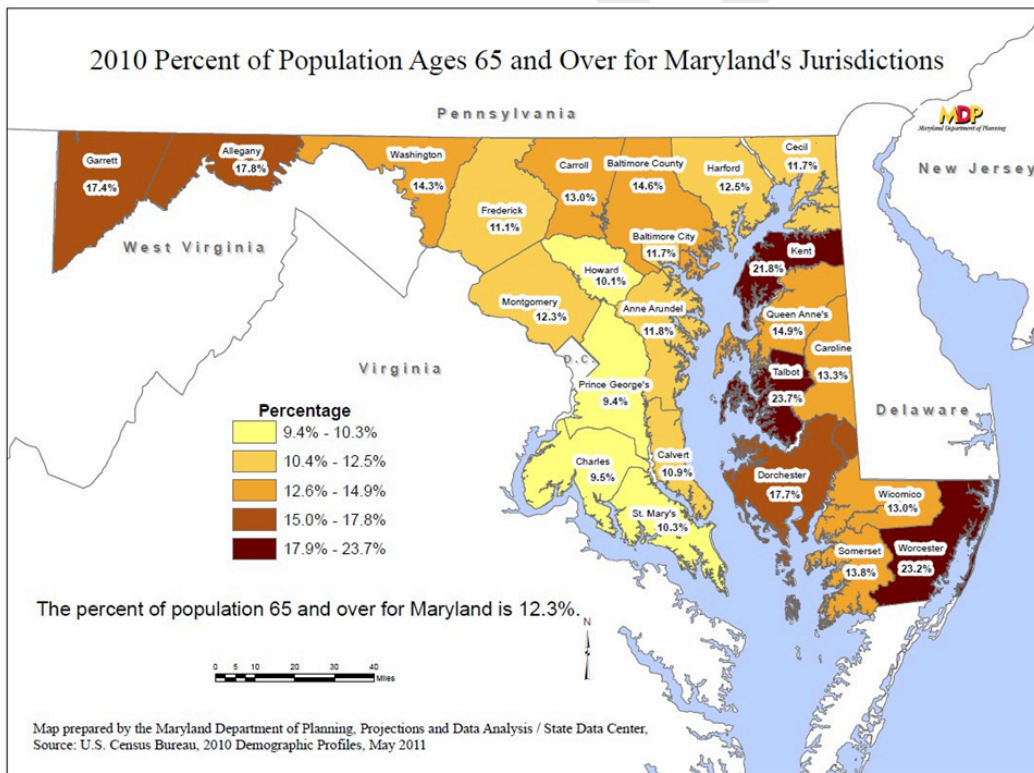 2010 Percent of Population Ages 65 and Over for Maryland's Jurisdictions
Pennsylvania
MDP
Maryland Department of Planning
New Jersey
Garrett
17.4%
Allegany
17.8%
Washington
14.3%
Frederick
11.1%
Carroll
13.0%
Baltimore County
14.6%
Harford
12.5%
Cecil
11.7%
Baltimore City
11.7%
West Virginia
Howard
10.1%
Kent
21.8%
Montgomery
12.3%
Anne Arundel
11.8%
Queen Anne's
14.9%
Caroline
13.3%
Virginia
D.C.
Prince George's
9.4%
Talbot
23.7%
Delaware
Percentage
9.4% - 10.3%
10.4% - 12.5%
12.6% - 14.9%
15.0% - 17.8%
17.9% - 23.7%
Charles
9.5%
Calvert
10.9%
St. Mary's
10.3%
Dorchester
17.7%
Wicomico
13.0%
Somerset
13.8%
Worcester
23.2%
The percent of population 65 and over for Maryland is 12.3%.
N
0 5 10 20 30 40
Miles
Map prepared by the Maryland Department of Planning, Projections and Data Analysis / State Data Center,
Source: U.S. Census Bureau, 2010 Demographic Profiles, May 2011